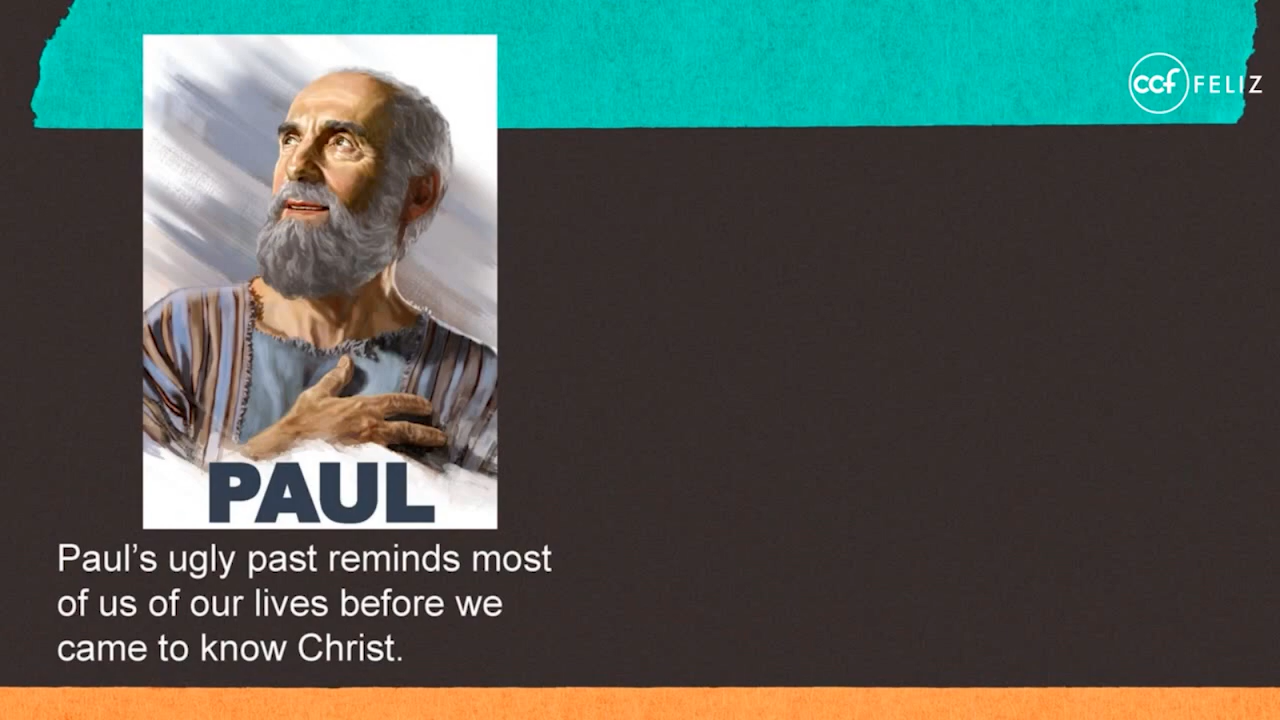 ccf FELIZ
PAUL
Paul’s ugly past reminds most
of us of our lives before we
came to know Christ.